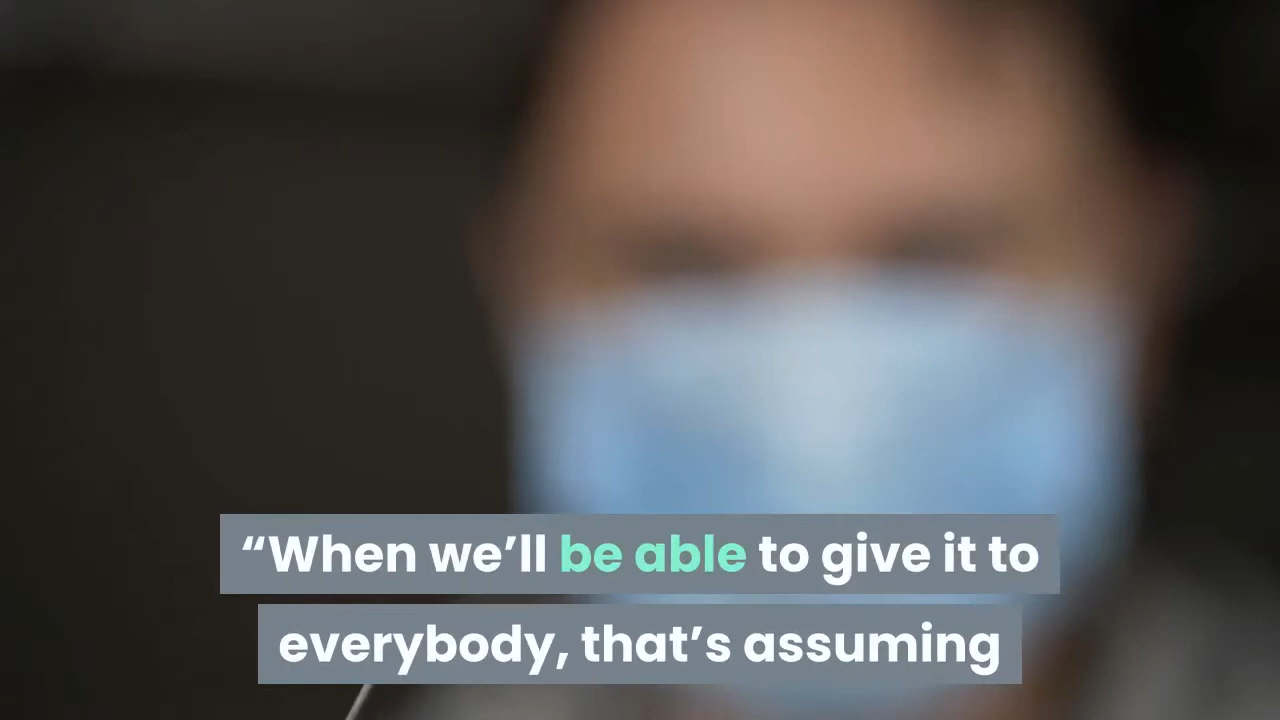 “When we’ll be able to give it to
everybody, that’s assuming